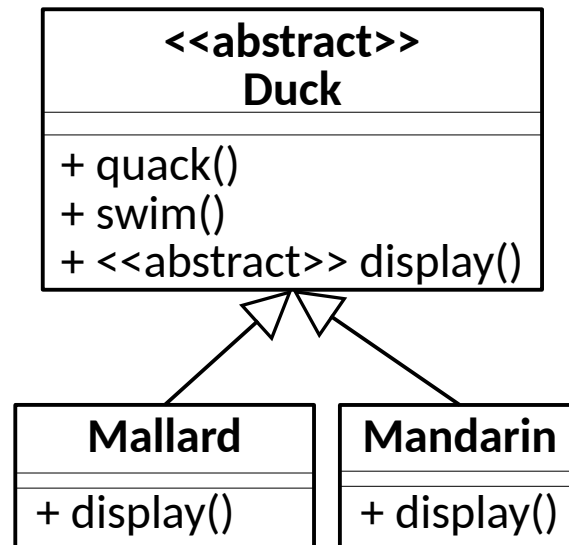 <<abstract>>
Duck
+ quack()
+ swim()
+ <<abstract>> display()
Mallard
+ display()
Mandarin
+ display()